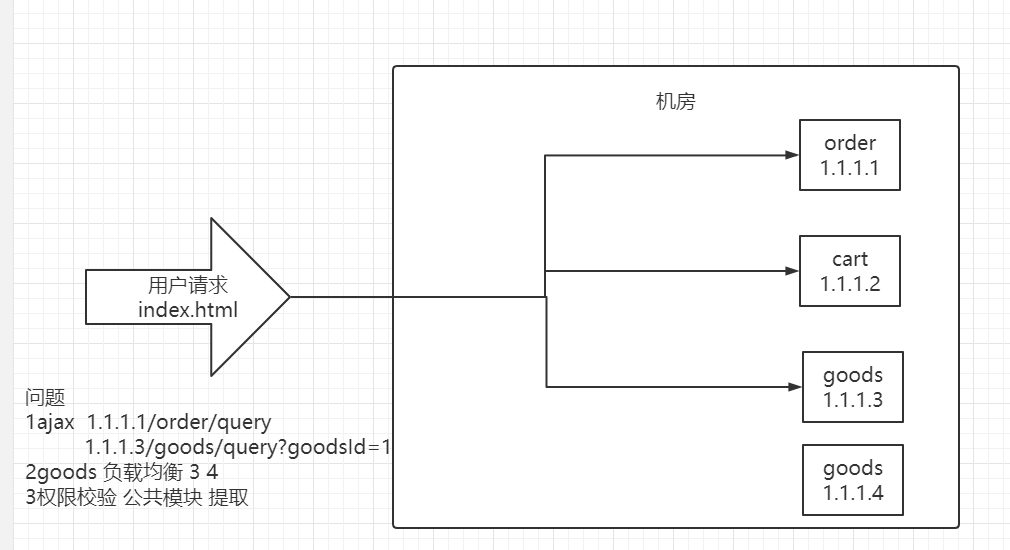 机房
order
1.1.1.1
cart
1.1.1.2
用户请求
index.html
goods
1.1.1.3
goods
1.1.1.4
问题
1ajax 1.1.1.1/order/query
1.1.1.3/goods/query?goodsId=1
2goods 负载均衡 3 4
3权限校验 公共模块 提取